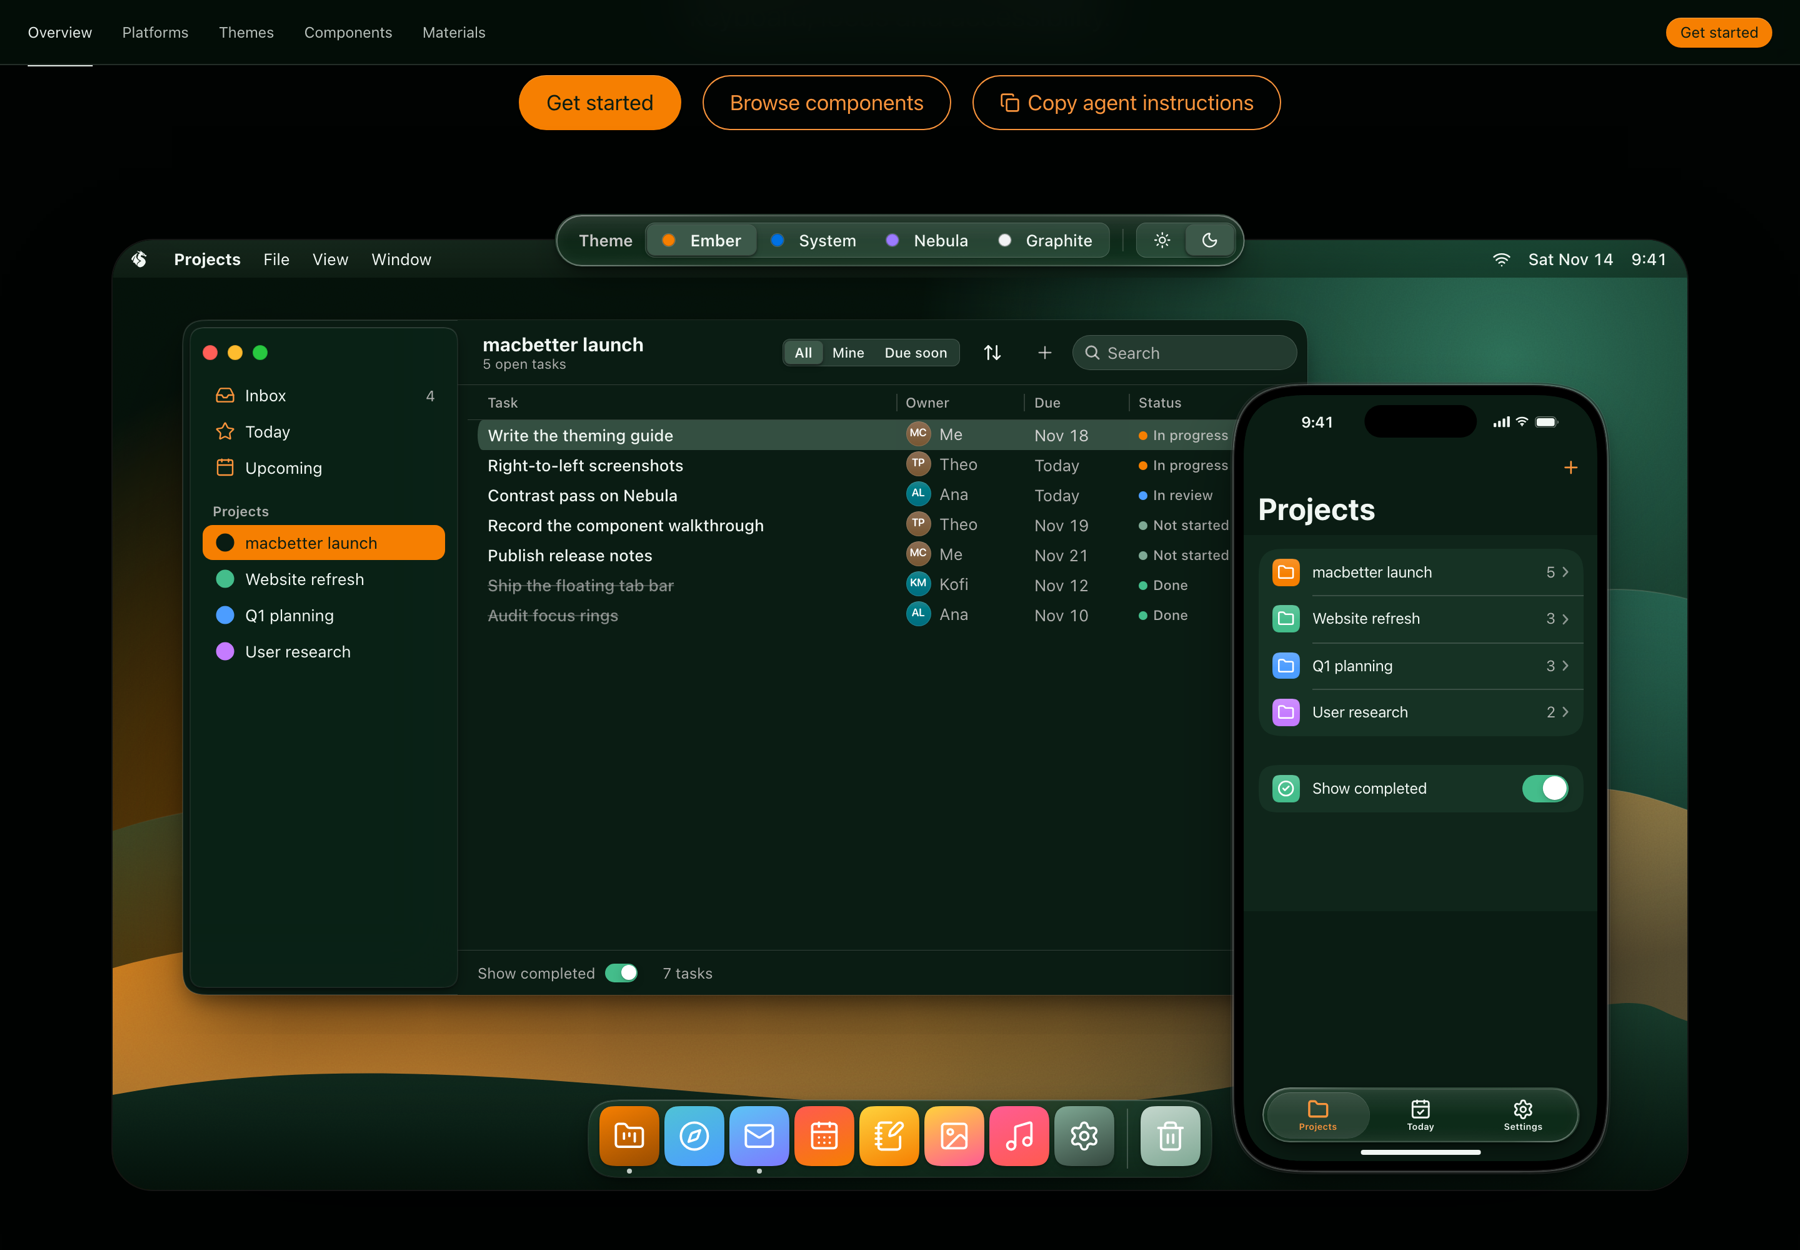 Overview Platforms Themes Components Materials Get started
Get started Browse components Copy agent instructions
Theme Ember System Nebula Graphite
Projects File View Window Sat Nov 14 9:41
Inbox 4
Today
Upcoming
Projects
macbetter launch
Website refresh
Q1 planning
User research
macbetter launch
5 open tasks
All Mine Due soon Search
Task Owner Due Status
Write the theming guide MC Me Nov 18 In progress
Right-to-left screenshots TP Theo Today In progress
Contrast pass on Nebula AL Ana Today In review
Record the component walkthrough TP Theo Nov 19 Not started
Publish release notes MC Me Nov 21 Not started
Ship the floating tab bar KM Kofi Nov 12 Done
Audit focus rings AL Ana Nov 10 Done
Show completed 7 tasks
9:41
Projects
macbetter launch 5
Website refresh 3
Q1 planning 3
User research 2
Show completed
Projects Today Settings